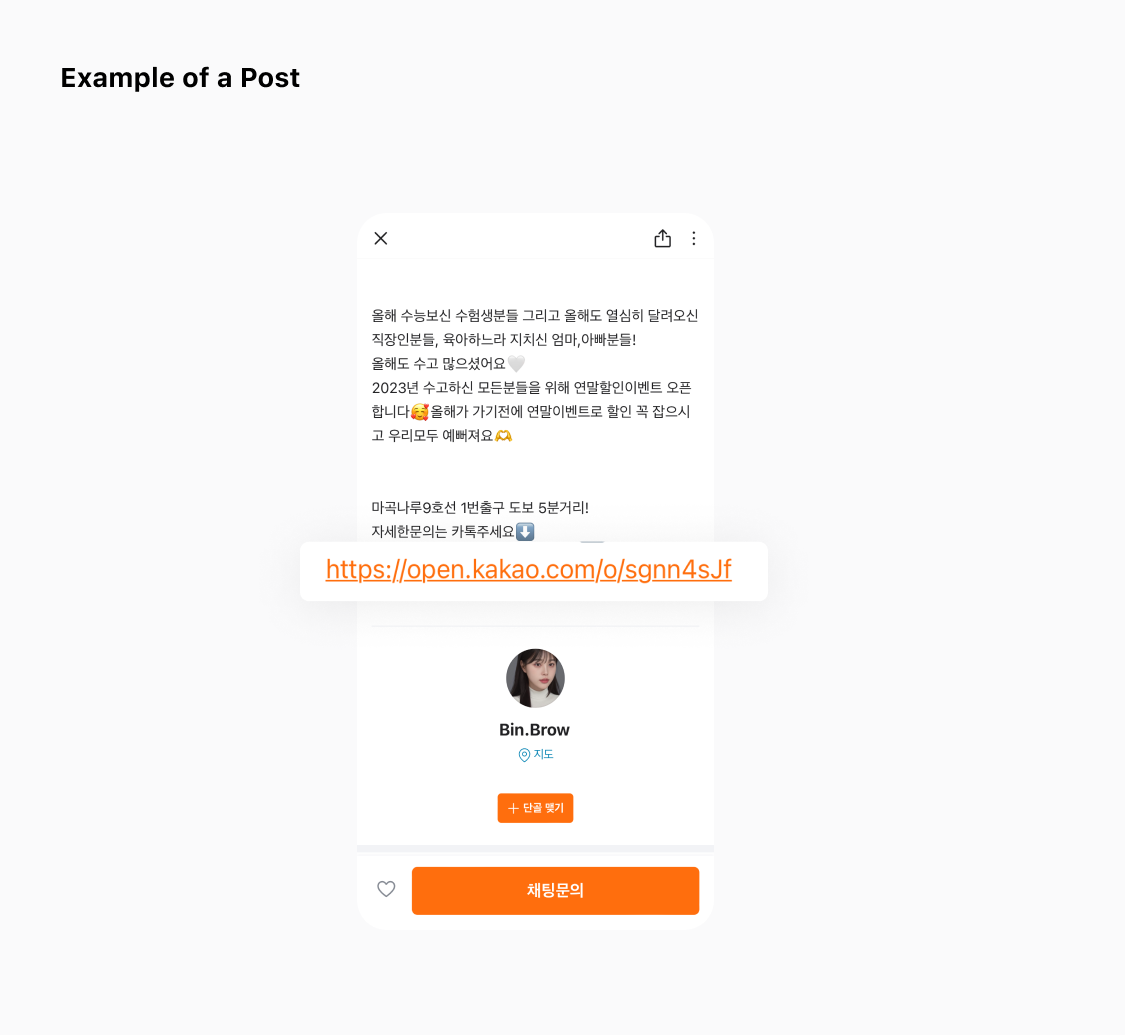 Example of a Post
올해 수능보신 수험생분들 그리고 올해도 열심히 달려오신
직장인분들, 육아하느라 지치신 엄마,아빠분들!
올해도 수고 많으셨어요🤍
2023년 수고하신 모든분들을 위해 연말할인이벤트 오픈
합니다🥰올해가 가기전에 연말이벤트로 할인 꼭 잡으시
고 우리모두 예뻐져요🫶
마곡나루9호선 1번출구 도보 5분거리!
자세한문의는 카톡주세요⬇️
https://open.kakao.com/o/sgnn4sJf
Bin.Brow
지도
+ 단골 맺기
채팅문의